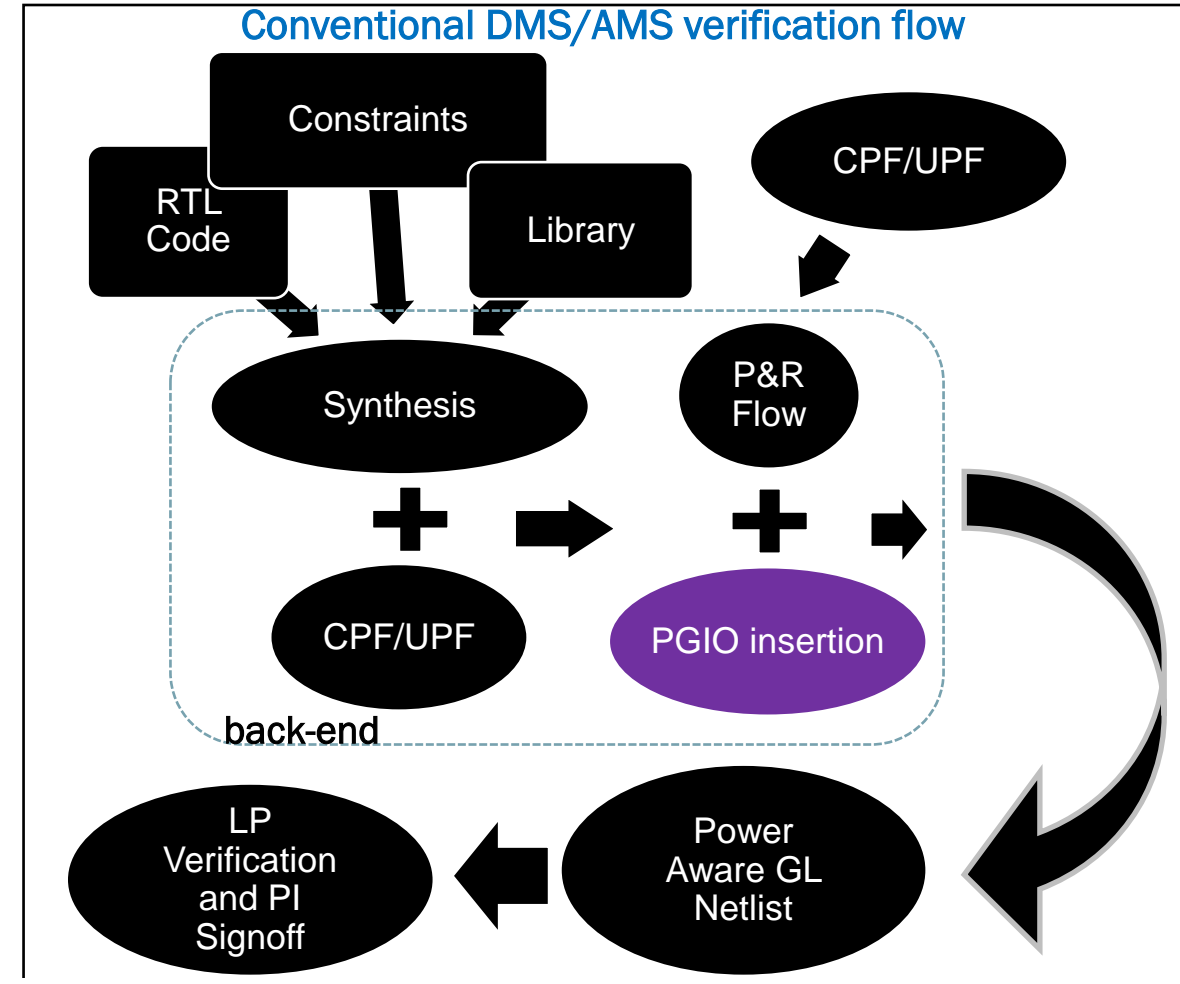 Conventional DMS/AMS verification flow
Constraints
CPF/UPF
RTL
Code
Library
Synthesis
P&R
Flow
CPF/UPF
PGIO insertion
back-end
LP
Verification
and PI
Signoff
Power
Aware GL
Netlist